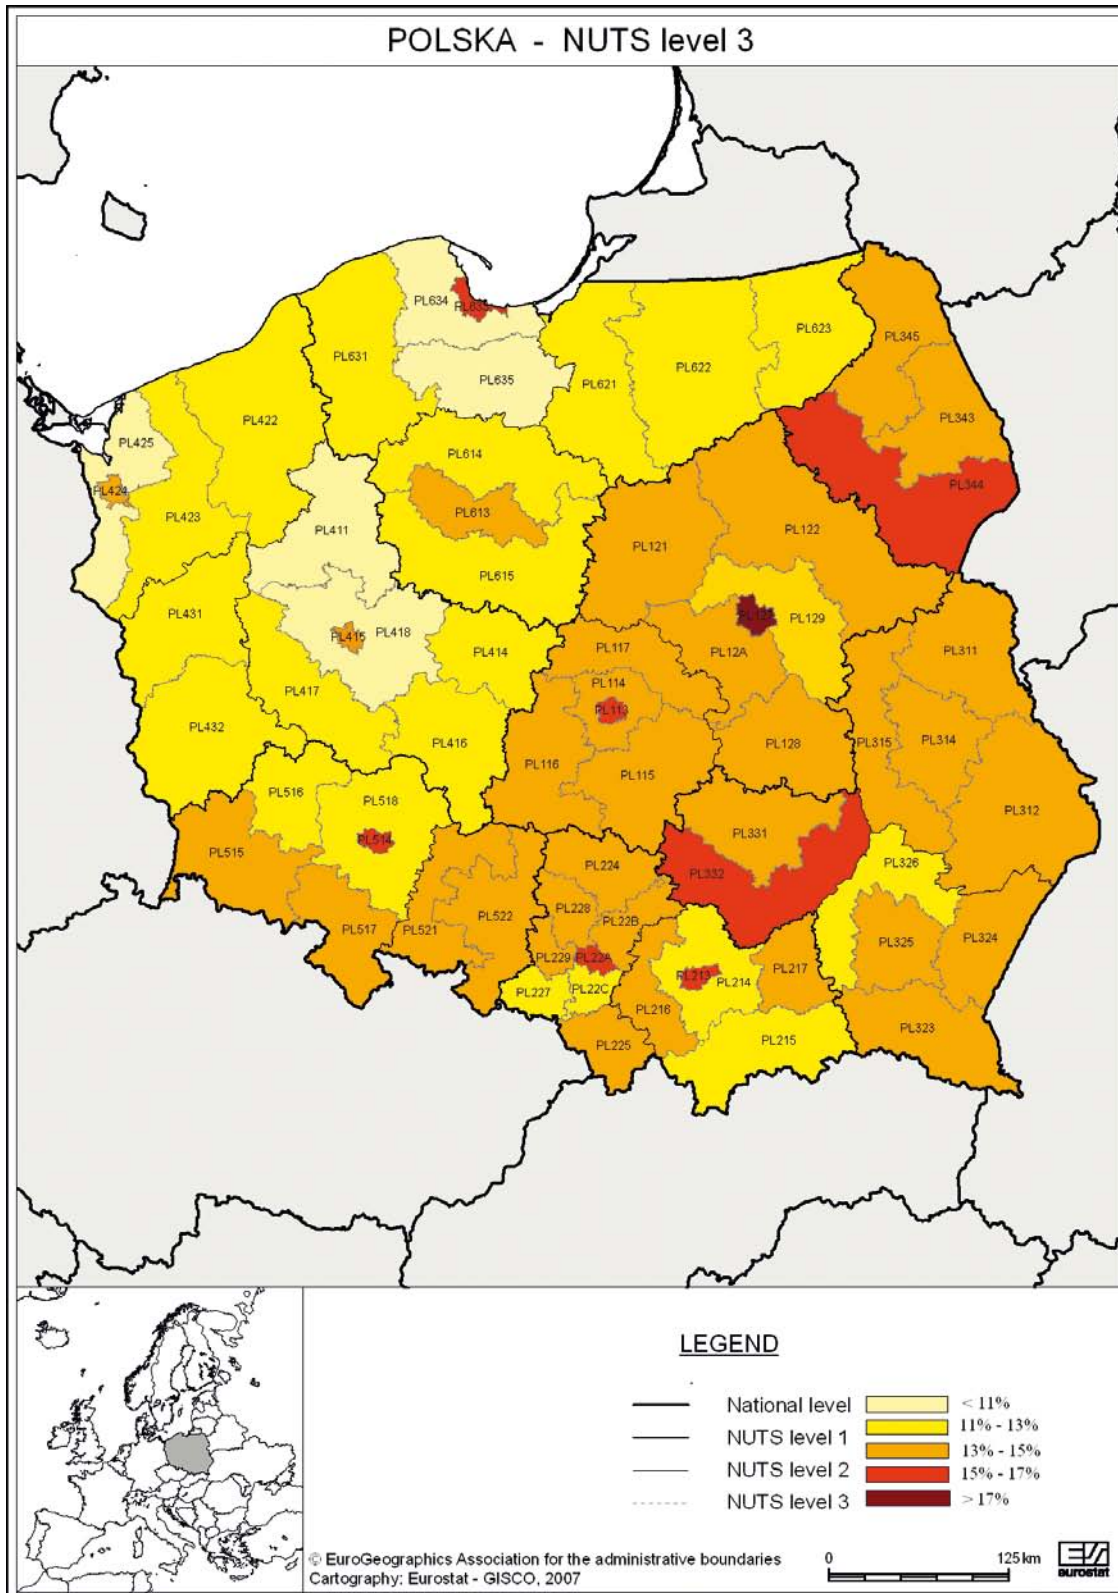 POLSKA - NUTS level 3
PL634
PL633
PL623
PL345
PL631
PL635
PL621
PL622
PL422
PL343
PL425
PL614
PL424
PL344
PL423
PL613
PL411
PL121
PL122
PL615
PL431
PL415
PL418
PL129
PL414
PL117
PL12A
PL311
PL417
PL114
PL113
PL432
PL416
PL128
PL315
PL314
PL116
PL115
PL516
PL518
PL312
PL331
PL514
PL515
PL224
PL332
PL326
PL228
PL22B
PL522
PL517
PL521
PL229
PL22A
PL325
PL324
PL213
PL214
PL217
PL227
PL22C
PL216
PL323
PL225
PL215
LEGEND
National level < 11%
NUTS level 1 11% - 13%
NUTS level 2 13% - 15%
NUTS level 3 15% - 17%
> 17%
© EuroGeographics Association for the administrative boundaries
Cartography: Eurostat - GISCO, 2007
0 125 km
eurostat